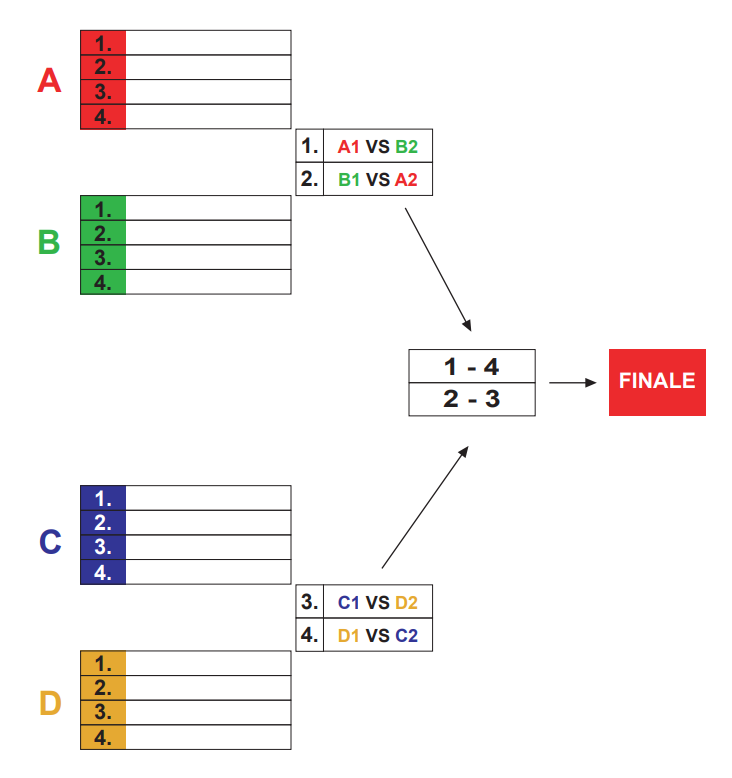 A
1.
2.
3.
4.
1. A1 VS B2
2. B1 VS A2
B
1.
2.
3.
4.
1 - 4
2 - 3
FINALE
C
1.
2.
3.
4.
3. C1 VS D2
4. D1 VS C2
D
1.
2.
3.
4.